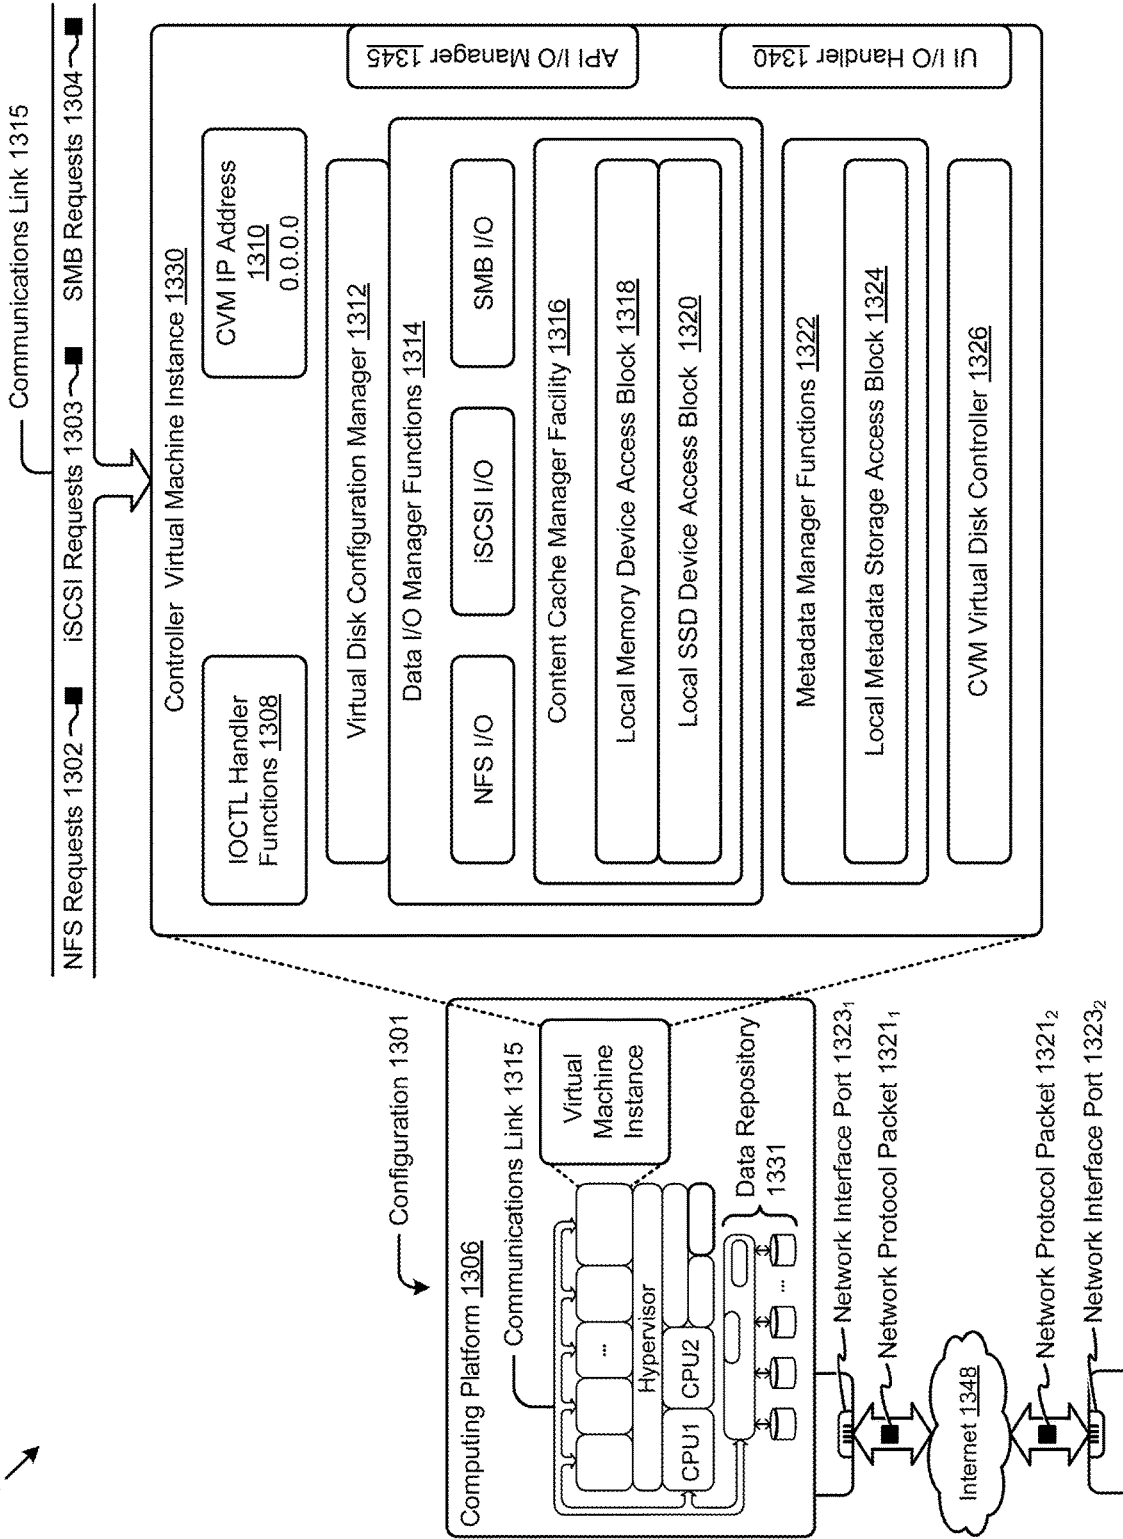 Communications Link 1315
NFS Requests 1302
iSCSI Requests 1303
SMB Requests 1304
Configuration 1301
Computing Platform 1306
Communications Link 1315
...
Hypervisor
CPU1
CPU2
...
Virtual
Machine
Instance
Data Repository
1331
Network Interface Port 1323₁
Network Protocol Packet 1321₁
Internet 1348
Network Protocol Packet 1321₂
Network Interface Port 1323₂
Controller Virtual Machine Instance 1330
IOCTL Handler
Functions 1308
CVM IP Address
1310
0.0.0.0
Virtual Disk Configuration Manager 1312
Data I/O Manager Functions 1314
NFS I/O
iSCSI I/O
SMB I/O
Content Cache Manager Facility 1316
Local Memory Device Access Block 1318
Local SSD Device Access Block 1320
Metadata Manager Functions 1322
Local Metadata Storage Access Block 1324
CVM Virtual Disk Controller 1326
API I/O Manager 1345
UI I/O Handler 1340